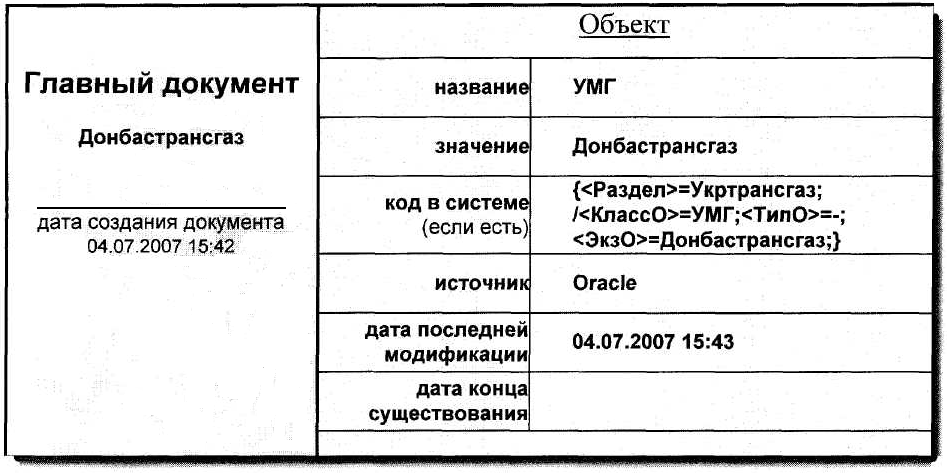 Главный документ
Донбастрансгаз
дата создания документа
04.07.2007 15:42
Объект
название УМГ
значение Донбастрансгаз
код в системе
(если есть)
{<Раздел>=Укртрансгаз;
/<КлассО>=УМГ;<ТипО>=-;
<ЭкзО>=Донбастрансгаз;}
источник Oracle
дата последней
модификации
04.07.2007 15:43
дата конца
существования